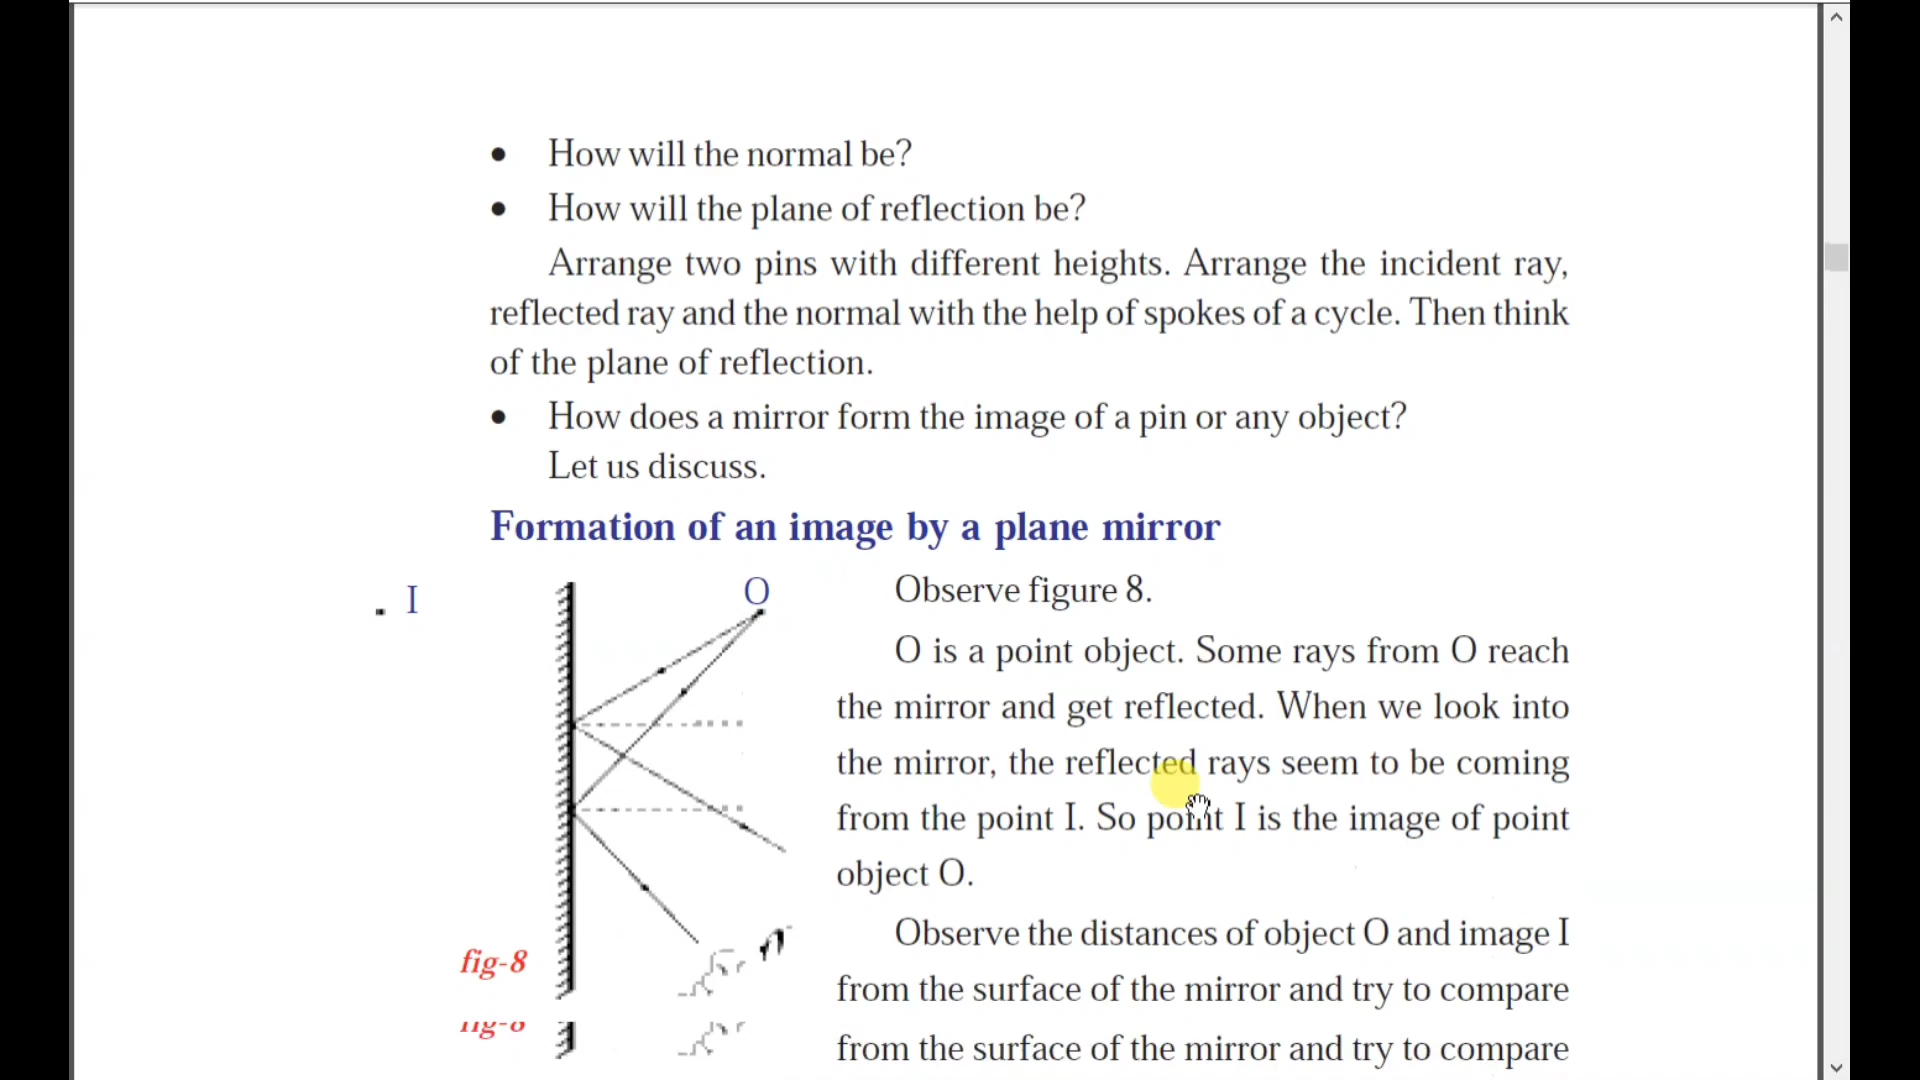 • How will the normal be?
• How will the plane of reflection be?
Arrange two pins with different heights. Arrange the incident ray,
reflected ray and the normal with the help of spokes of a cycle. Then think
of the plane of reflection.
• How does a mirror form the image of a pin or any object?
Let us discuss.
Formation of an image by a plane mirror
I
O
fig-8
fig-8
Observe figure 8.
O is a point object. Some rays from O reach
the mirror and get reflected. When we look into
the mirror, the reflected rays seem to be coming
from the point I. So point I is the image of point
object O.
Observe the distances of object O and image I
from the surface of the mirror and try to compare
from the surface of the mirror and try to compare